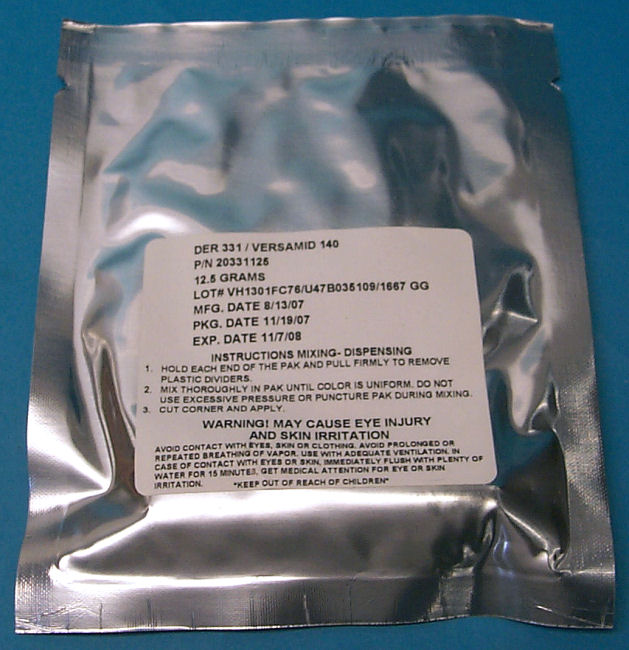 DER 331 / VERSAMID 140
P/N 20331125
12.5 GRAMS
LOT# VH1301FC76/U47B035109/1667 GG
MFG. DATE 8/13/07
PKG. DATE 11/19/07
EXP. DATE 11/7/08
INSTRUCTIONS MIXING- DISPENSING
1. HOLD EACH END OF THE PAK AND PULL FIRMLY TO REMOVE
PLASTIC DIVIDERS.
2. MIX THOROUGHLY IN PAK UNTIL COLOR IS UNIFORM. DO NOT
USE EXCESSIVE PRESSURE OR PUNCTURE PAK DURING MIXING.
3. CUT CORNER AND APPLY.
WARNING! MAY CAUSE EYE INJURY
AND SKIN IRRITATION
AVOID CONTACT WITH EYES, SKIN OR CLOTHING. AVOID PROLONGED OR
REPEATED BREATHING OF VAPOR. USE WITH ADEQUATE VENTILATION. IN
CASE OF CONTACT WITH EYES OR SKIN, IMMEDIATELY FLUSH WITH PLENTY OF
WATER FOR 15 MINUTES. GET MEDICAL ATTENTION FOR EYE OR SKIN
IRRITATION. "KEEP OUT OF REACH OF CHILDREN"